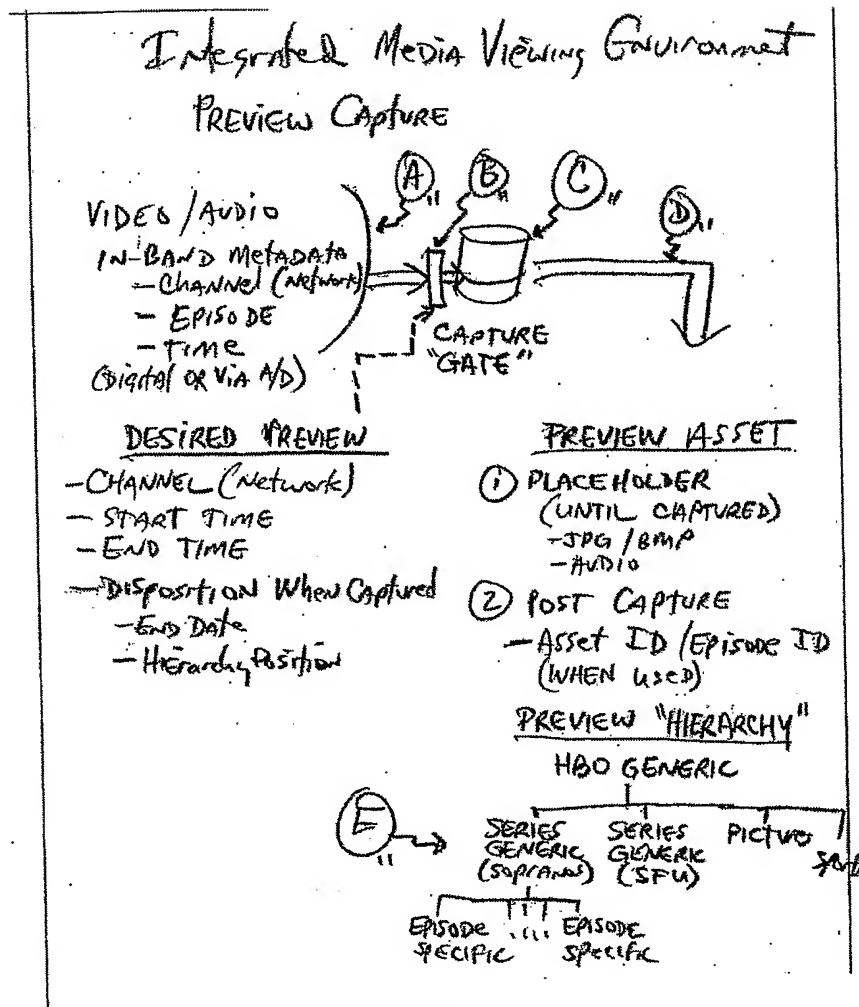 Integrated Media Viewing Environment
PREVIEW CAPTURE
A"
B"
C"
D"
VIDEO/AUDIO
IN-BAND METADATA
- CHANNEL (Network)
- EPISODE
- TIME
(Digital OR VIA A/D)
CAPTURE
"GATE"
DESIRED PREVIEW
- CHANNEL (Network)
- START TIME
- END TIME
- Disposition When Captured
- END Date
- Hierarchy Position
PREVIEW ASSET
① PLACEHOLDER
(UNTIL CAPTURED)
- JPG/BMP
- AUDIO
② POST CAPTURE
- Asset ID/Episode ID
(WHEN used)
PREVIEW "HIERARCHY"
HBO GENERIC
E"
SERIES
GENERIC
(Sopranos)
SERIES
GENERIC
(SFU)
PICTURES
Sports
EPISODE
SPECIFIC
....
EPISODE
SPECIFIC